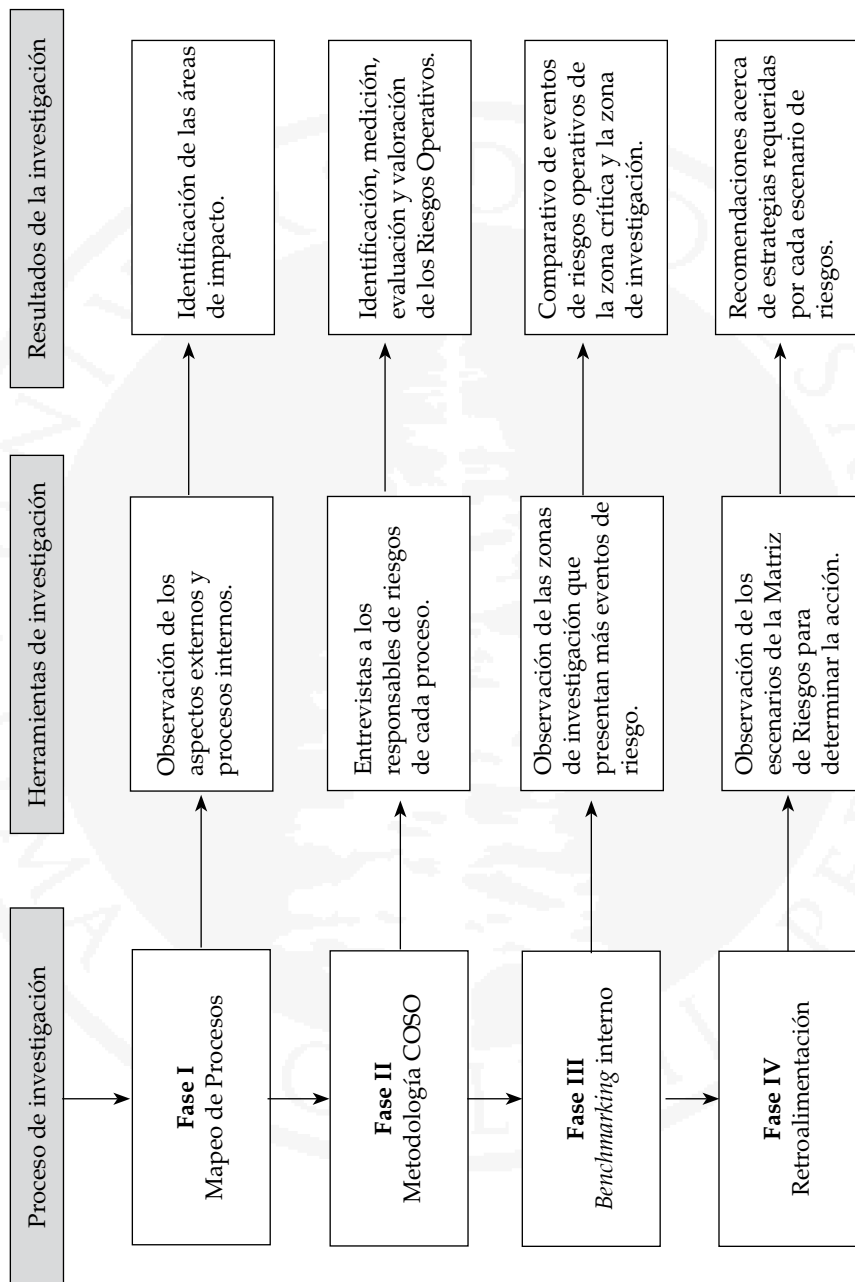 Proceso de investigación
Herramientas de investigación
Resultados de la investigación
Fase I
Mapeo de Procesos
Observación de los
aspectos externos y
procesos internos.
Identificación de las áreas
de impacto.
Fase II
Metodología COSO
Entrevistas a los
responsables de riesgos
de cada proceso.
Identificación, medición,
evaluación y valoración
de los Riesgos Operativos.
Fase III
Benchmarking interno
Observación de las zonas
de investigación que
presentan más eventos de
riesgo.
Comparativo de eventos
de riesgos operativos de
la zona crítica y la zona
de investigación.
Fase IV
Retroalimentación
Observación de los
escenarios de la Matriz
de Riesgos para
determinar la acción.
Recomendaciones acerca
de estrategias requeridas
por cada escenario de
riesgos.